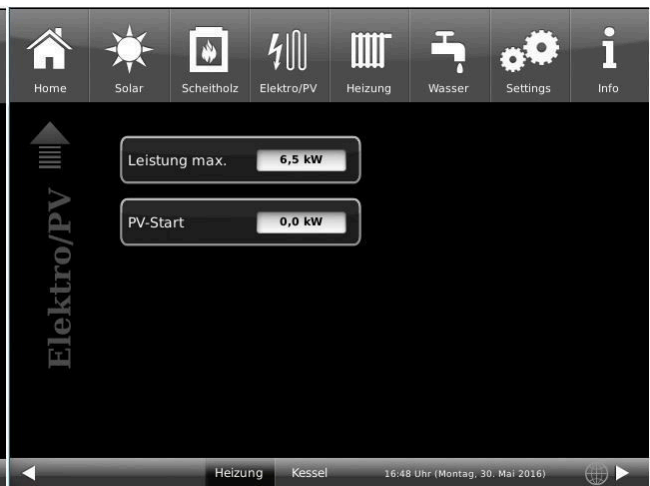 Home Solar Scheitholz Elektro/PV Heizung Wasser Settings Info
Elektro/PV
Leistung max. 6,5 kW
PV-Start 0,0 kW
Heizung Kessel 16:48 Uhr (Montag, 30. Mai 2016)